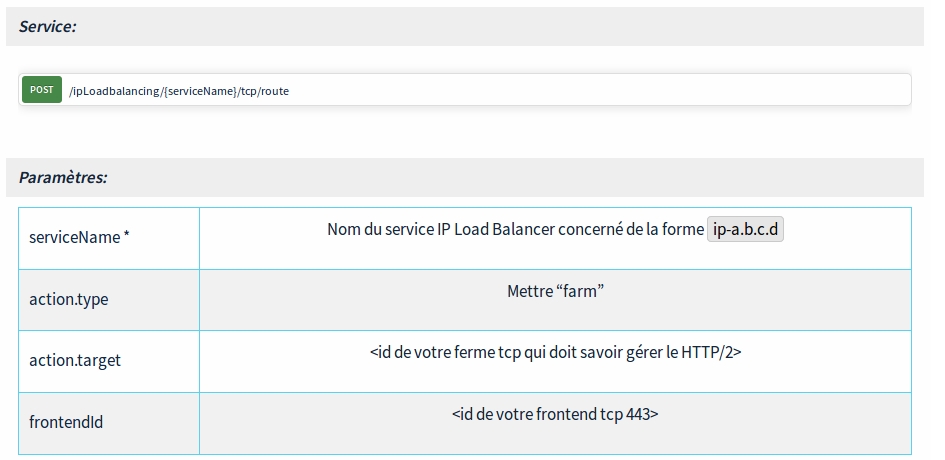 Service:
POST /ipLoadbalancing/{serviceName}/tcp/route
Paramètres:
serviceName * Nom du service IP Load Balancer concerné de la forme ip-a.b.c.d
action.type Mettre “farm”
action.target <id de votre ferme tcp qui doit savoir gérer le HTTP/2>
frontendId <id de votre frontend tcp 443>